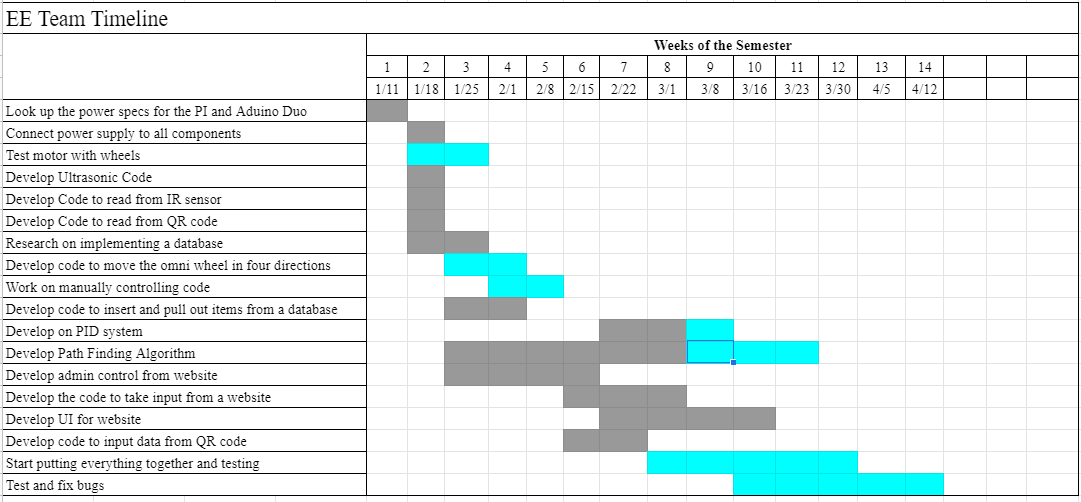 EE Team Timeline
Weeks of the Semester
1 2 3 4 5 6 7 8 9 10 11 12 13 14
1/11 1/18 1/25 2/1 2/8 2/15 2/22 3/1 3/8 3/16 3/23 3/30 4/5 4/12
Look up the power specs for the PI and Aduino Duo
Connect power supply to all components
Test motor with wheels
Develop Ultrasonic Code
Develop Code to read from IR sensor
Develop Code to read from QR code
Research on implementing a database
Develop code to move the omni wheel in four directions
Work on manually controlling code
Develop code to insert and pull out items from a database
Develop on PID system
Develop Path Finding Algorithm
Develop admin control from website
Develop the code to take input from a website
Develop UI for website
Develop code to input data from QR code
Start putting everything together and testing
Test and fix bugs